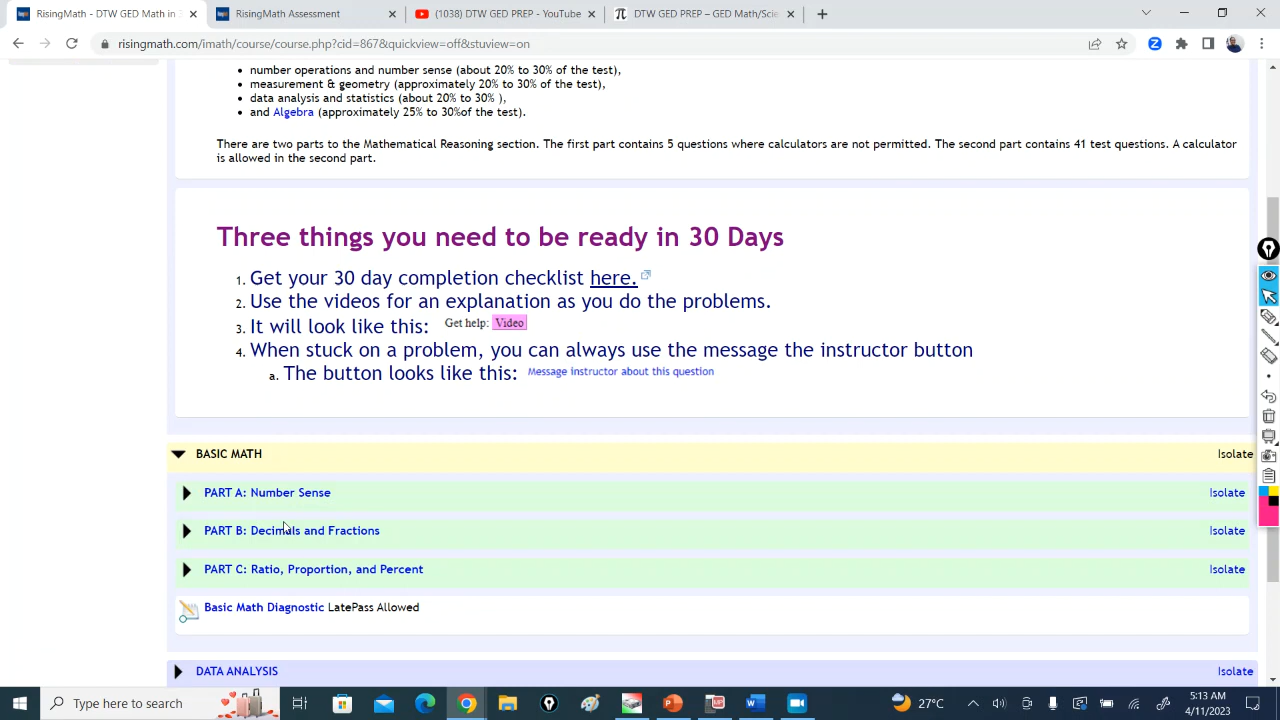 DTW GED Math in 3
RisingMath Assessment
(1030) DTW GED PREP - YouTube
DTW GED PREP – GED Math/Scie
risingmath.com/math/course/course.php?cid=867&quickview=off&stuview=on
number operations and number sense (about 20% to 30% of the test),
measurement & geometry (approximately 20% to 30% of the test),
data analysis and statistics (about 20% to 30% ),
and Algebra (approximately 25% to 30%of the test).
There are two parts to the Mathematical Reasoning section. The first part contains 5 questions where calculators are not permitted. The second part contains 41 test questions. A calculator
is allowed in the second part.
Three things you need to be ready in 30 Days
1. Get your 30 day completion checklist here.
2. Use the videos for an explanation as you do the problems.
3. It will look like this: Get help: Video
4. When stuck on a problem, you can always use the message the instructor button
a. The button looks like this: Message instructor about this question
BASIC MATH Isolate
PART A: Number Sense Isolate
PART B: Decimals and Fractions Isolate
PART C: Ratio, Proportion, and Percent Isolate
Basic Math Diagnostic LatePass Allowed
DATA ANALYSIS Isolate
Type here to search
27°C
5:13 AM
4/11/2023